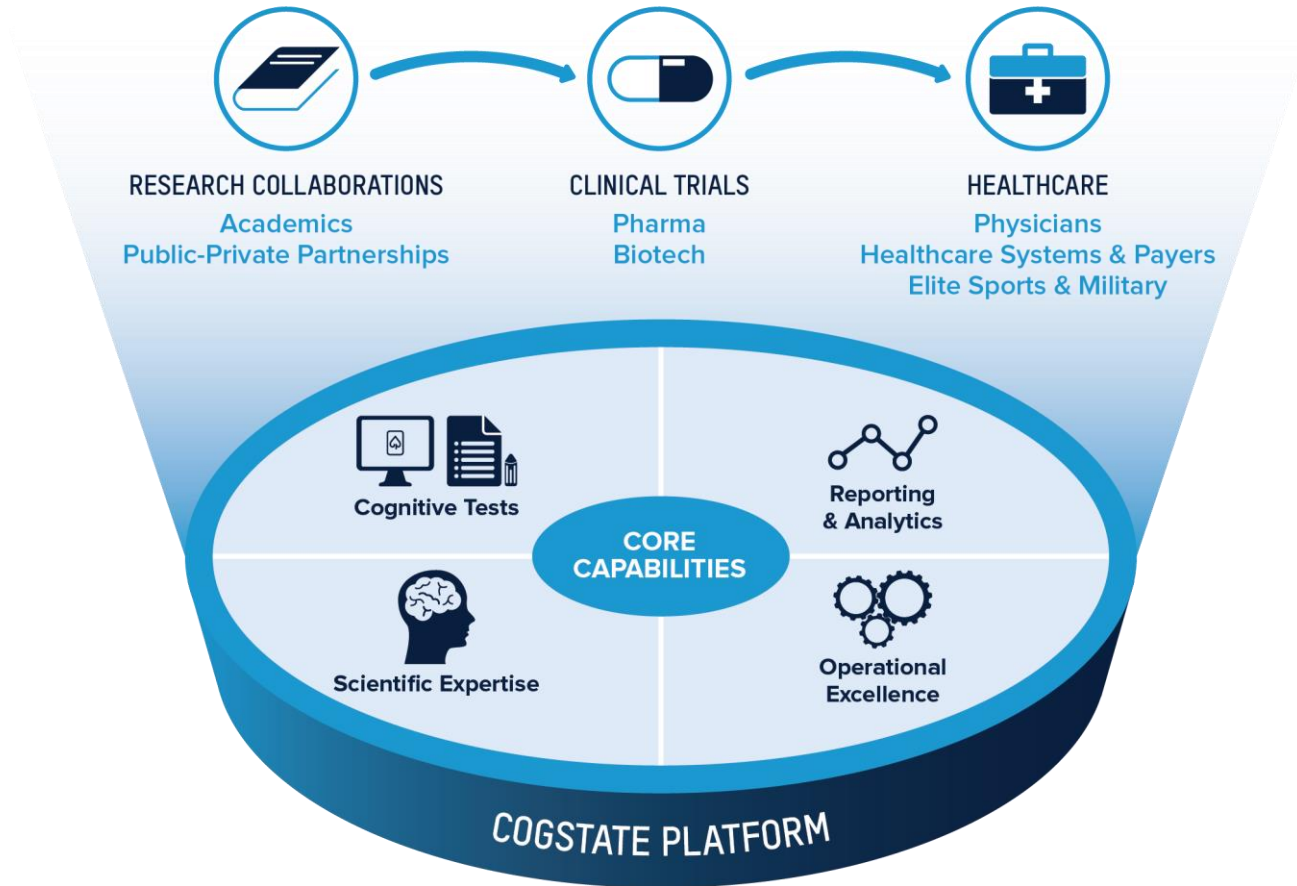 RESEARCH COLLABORATIONS
Academics
Public-Private Partnerships
CLINICAL TRIALS
Pharma
Biotech
HEALTHCARE
Physicians
Healthcare Systems & Payers
Elite Sports & Military
Cognitive Tests
Reporting
& Analytics
CORE
CAPABILITIES
Scientific Expertise
Operational
Excellence
COGSTATE PLATFORM